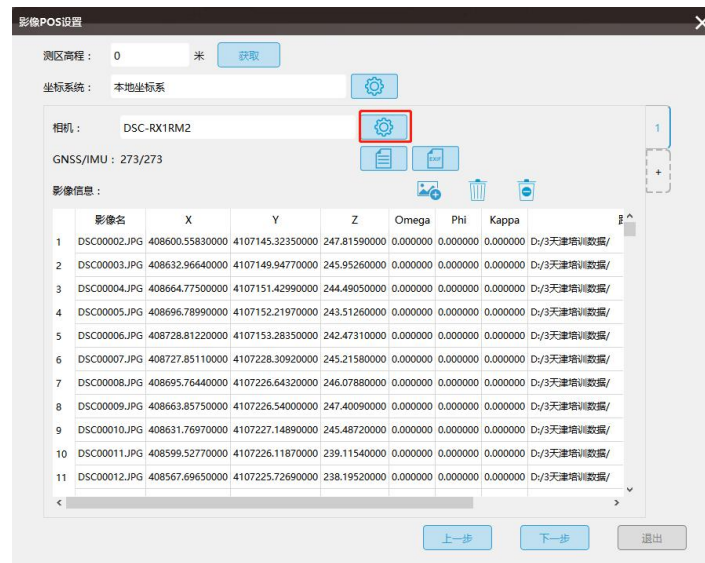 影像POS设置
测区高程： 0 米 获取
坐标系统： 本地坐标系
相机： DSC-RX1RM2 1
GNSS/IMU：273/273 EXIF
+
影像信息：
影像名 X Y Z Omega Phi Kappa
1 DSC00002.JPG 408600.55830000 4107145.32350000 247.81590000 0.000000 0.000000 0.000000 D:/3天津培训数据/
2 DSC00003.JPG 408632.96640000 4107149.94770000 245.95260000 0.000000 0.000000 0.000000 D:/3天津培训数据/
3 DSC00004.JPG 408664.77500000 4107151.42990000 244.49050000 0.000000 0.000000 0.000000 D:/3天津培训数据/
4 DSC00005.JPG 408696.78990000 4107152.21970000 243.51260000 0.000000 0.000000 0.000000 D:/3天津培训数据/
5 DSC00006.JPG 408728.81220000 4107153.28350000 242.47310000 0.000000 0.000000 0.000000 D:/3天津培训数据/
6 DSC00007.JPG 408727.85110000 4107228.30920000 245.21580000 0.000000 0.000000 0.000000 D:/3天津培训数据/
7 DSC00008.JPG 408695.76440000 4107226.64320000 246.07880000 0.000000 0.000000 0.000000 D:/3天津培训数据/
8 DSC00009.JPG 408663.85750000 4107226.54000000 247.40090000 0.000000 0.000000 0.000000 D:/3天津培训数据/
9 DSC00010.JPG 408631.76970000 4107227.14890000 245.48720000 0.000000 0.000000 0.000000 D:/3天津培训数据/
10 DSC00011.JPG 408599.52770000 4107226.11870000 239.11540000 0.000000 0.000000 0.000000 D:/3天津培训数据/
11 DSC00012.JPG 408567.69650000 4107225.72690000 238.19520000 0.000000 0.000000 0.000000 D:/3天津培训数据/
上一步 下一步 退出